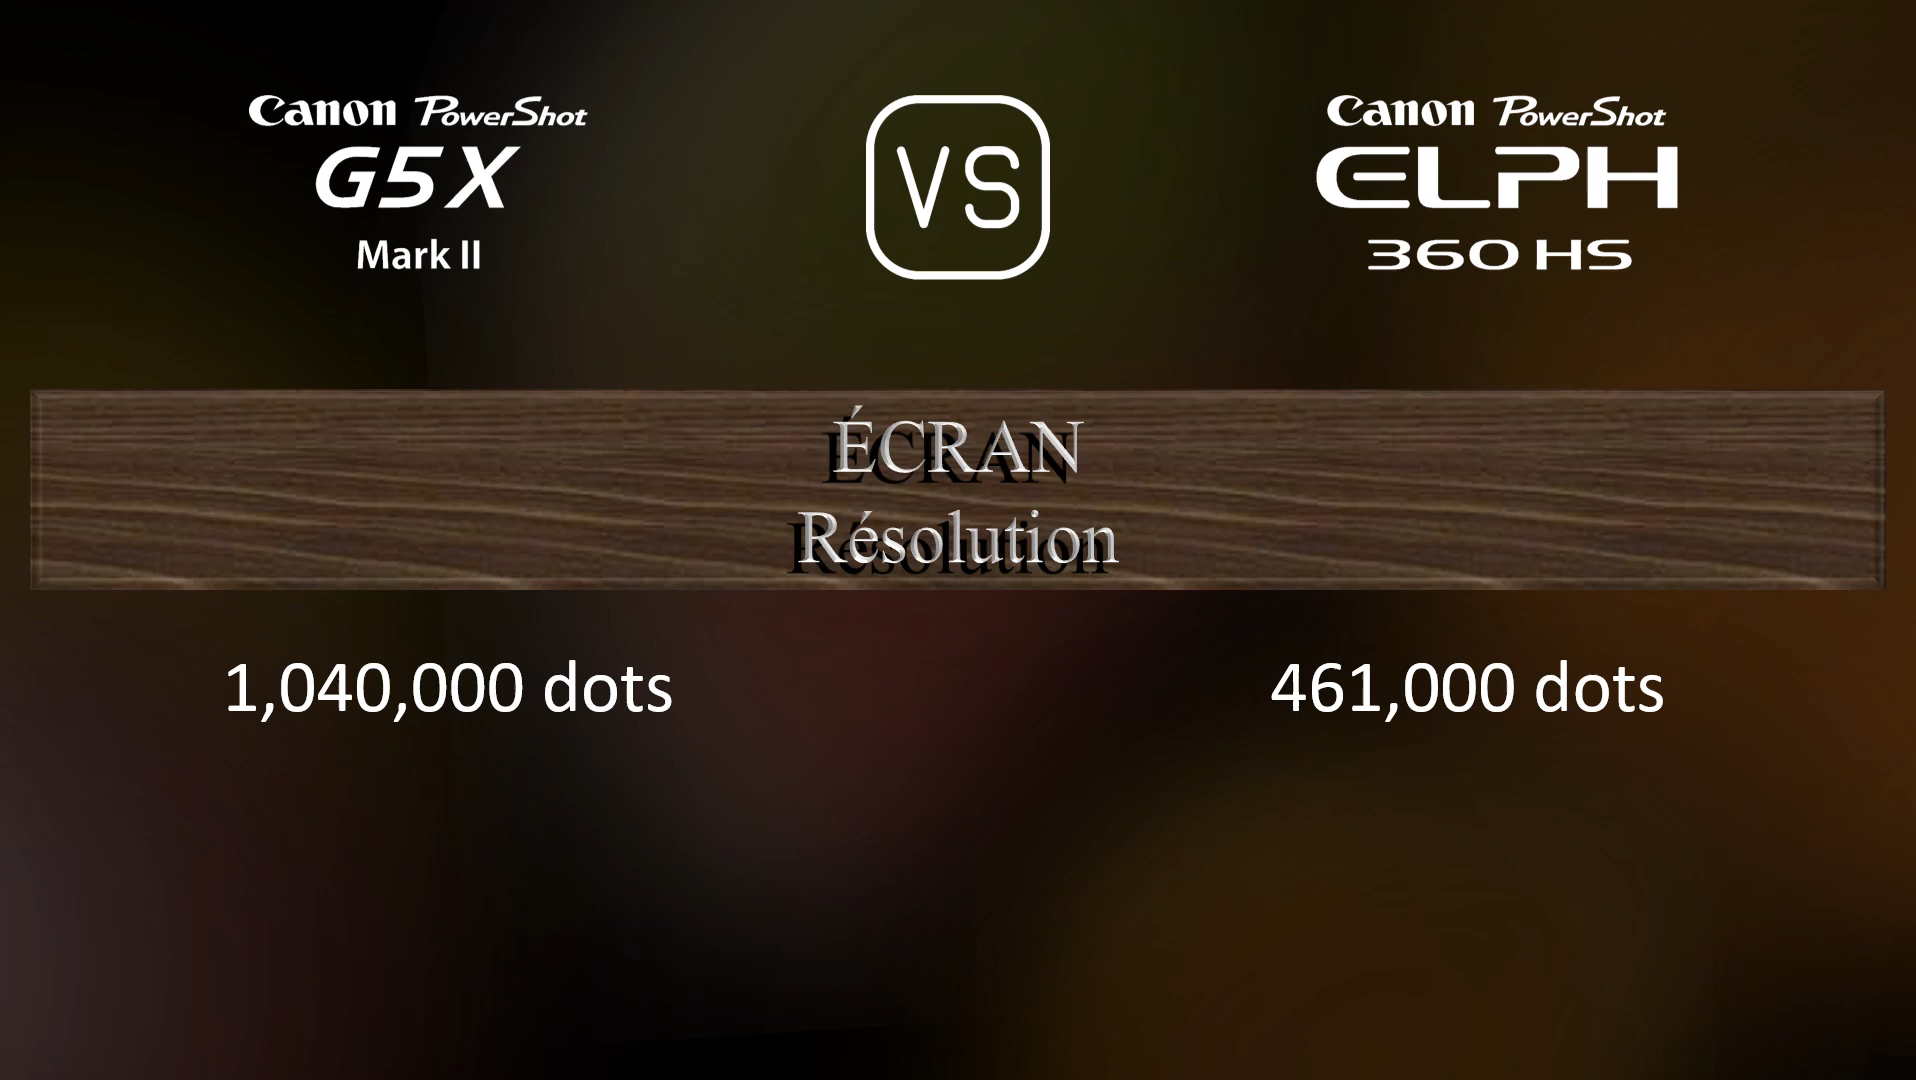 Canon PowerShot
G5X
Mark II
VS
Canon PowerShot
ELPH
360 HS
ÉCRAN
Résolution
1,040,000 dots
461,000 dots